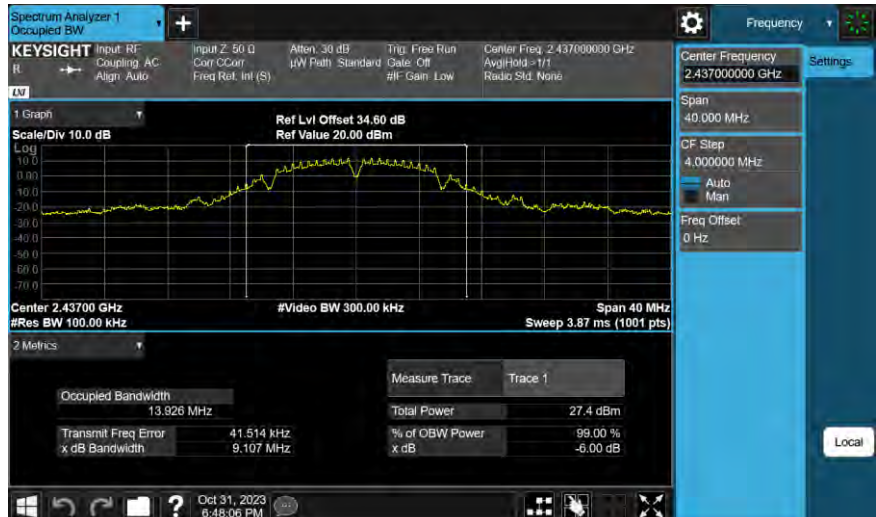 Spectrum Analyzer 1
Occupied BW
+
Frequency
KEYSIGHT Input: RF
Input Z: 50 Ω
Atten: 30 dB
Trig: Free Run
Center Freq: 2.437000000 GHz
R
Coupling: AC
Corr CCorr
µW Path: Standard
Gate: Off
Avg|Hold:>1/1
Align: Auto
Freq Ref: Int (S)
#IF Gain: Low
Radio Std: None
LXI
Center Frequency
2.437000000 GHz
Settings
Span
40.000 MHz
CF Step
4.000000 MHz
Auto
Man
Freq Offset
0 Hz
Local
1 Graph
Ref Lvl Offset 34.60 dB
Scale/Div 10.0 dB
Ref Value 20.00 dBm
Log
10.0
0.00
-10.0
-20.0
-30.0
-40.0
-50.0
-60.0
-70.0
Center 2.43700 GHz
#Video BW 300.00 kHz
Span 40 MHz
#Res BW 100.00 kHz
Sweep 3.87 ms (1001 pts)
2 Metrics
Measure Trace
Trace 1
Occupied Bandwidth
13.926 MHz
Total Power
27.4 dBm
Transmit Freq Error
41.514 kHz
% of OBW Power
99.00 %
x dB Bandwidth
9.107 MHz
x dB
-6.00 dB
?
Oct 31, 2023
6:48:06 PM